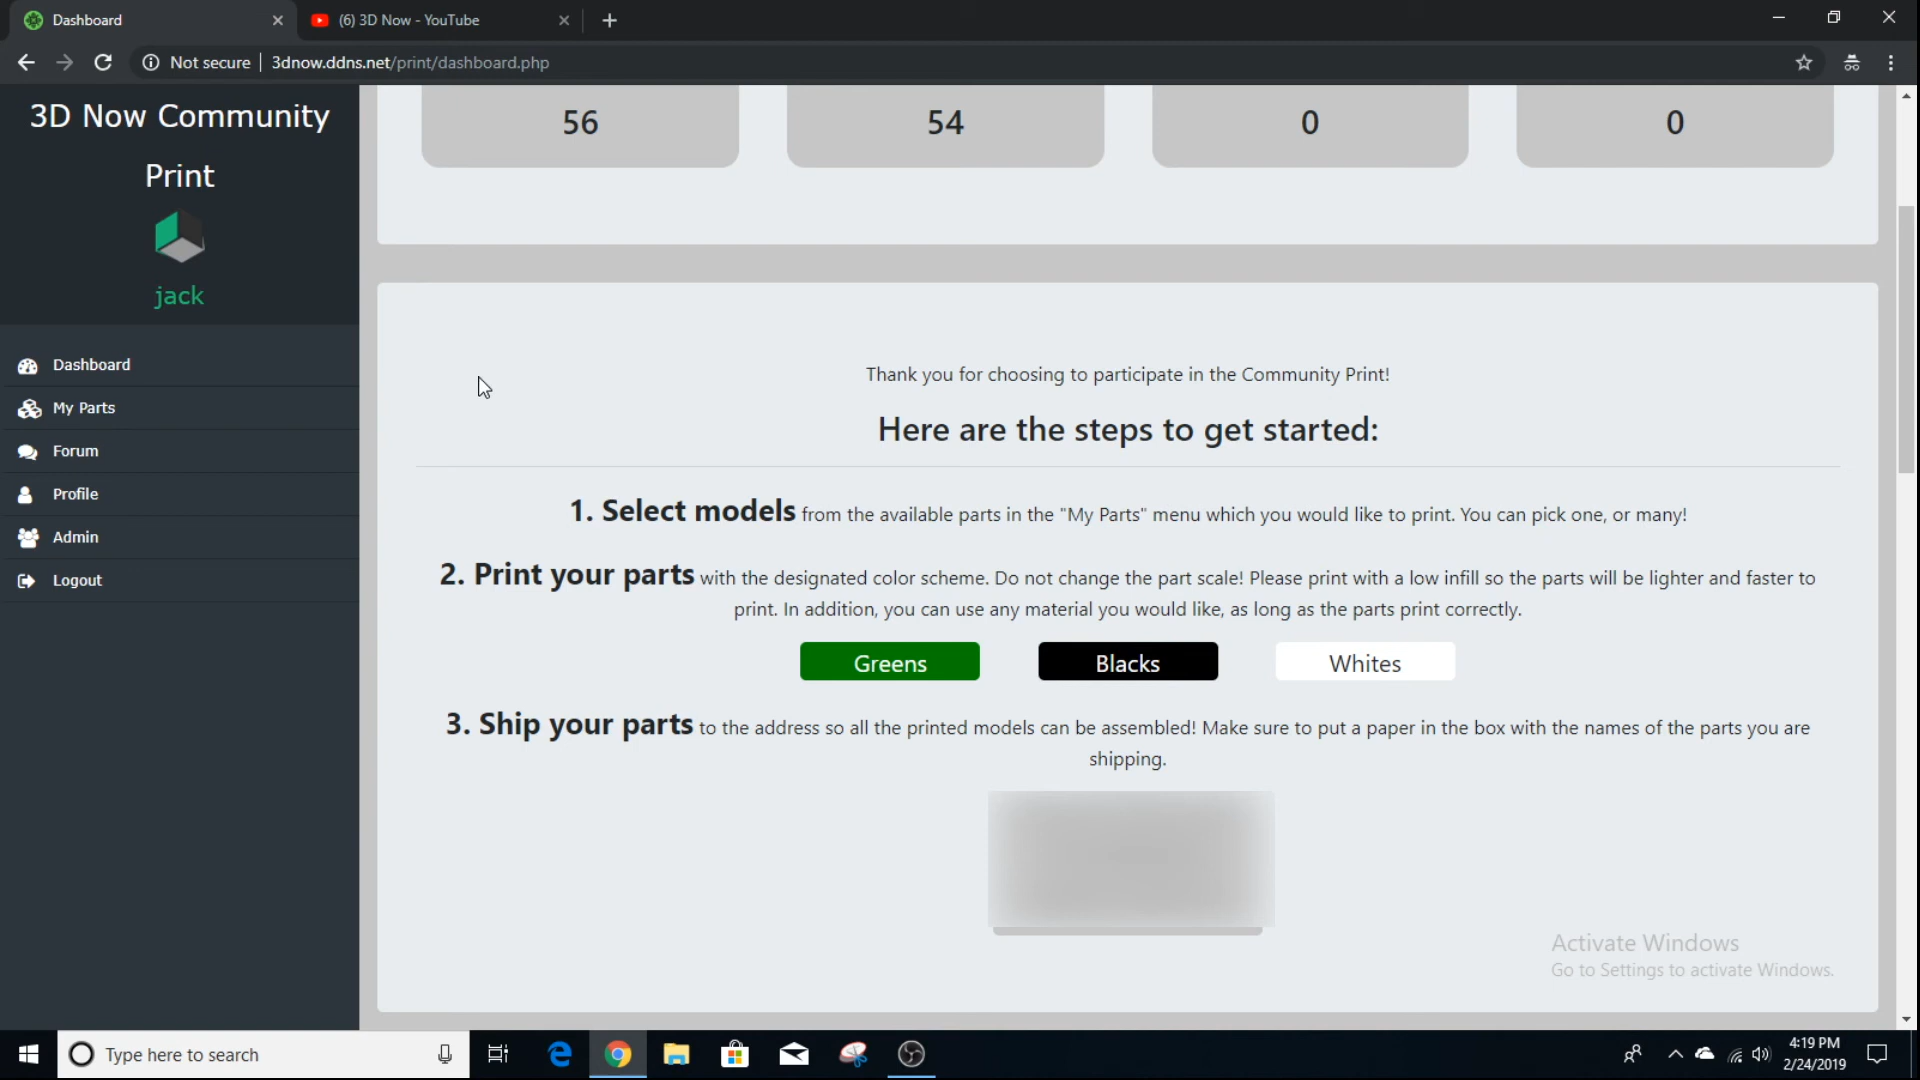 Dashboard
(6) 3D Now - YouTube
Not secure
3dnow.ddns.net/print/dashboard.php
3D Now Community
Print
jack
Dashboard
My Parts
Forum
Profile
Admin
Logout
56
54
0
0
Thank you for choosing to participate in the Community Print!
Here are the steps to get started:
1. Select models from the available parts in the "My Parts" menu which you would like to print. You can pick one, or many!
2. Print your parts with the designated color scheme. Do not change the part scale! Please print with a low infill so the parts will be lighter and faster to
print. In addition, you can use any material you would like, as long as the parts print correctly.
Greens
Blacks
Whites
3. Ship your parts to the address so all the printed models can be assembled! Make sure to put a paper in the box with the names of the parts you are
shipping.
Activate Windows
Go to Settings to activate Windows.
Type here to search
4:19 PM
2/24/2019